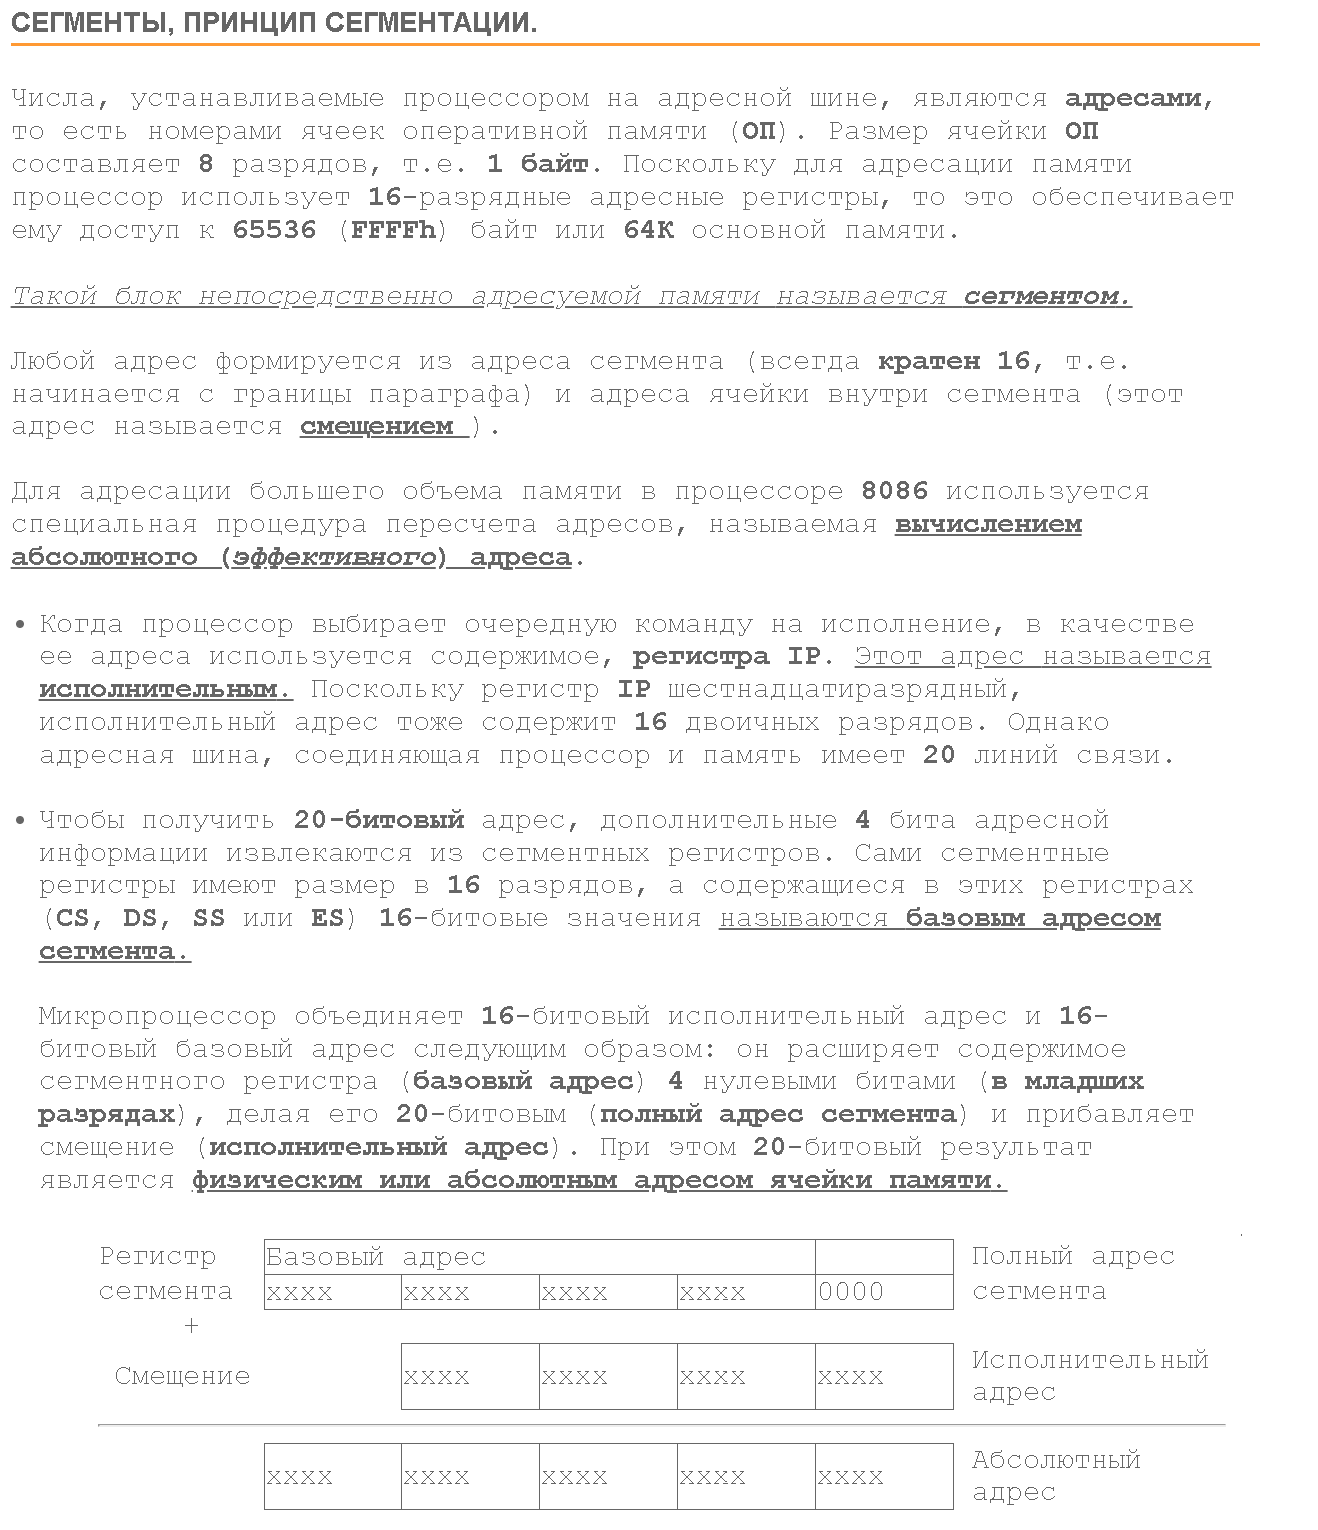 СЕГМЕНТЫ, ПРИНЦИП СЕГМЕНТАЦИИ.
Числа, устанавливаемые процессором на адресной шине, являются адресами,
то есть номерами ячеек оперативной памяти (ОП). Размер ячейки ОП
составляет 8 разрядов, т.е. 1 байт. Поскольку для адресации памяти
процессор использует 16-разрядные адресные регистры, то это обеспечивает
ему доступ к 65536 (FFFFh) байт или 64К основной памяти.
Такой блок непосредственно адресуемой памяти называется сегментом.
Любой адрес формируется из адреса сегмента (всегда кратен 16, т.е.
начинается с границы параграфа) и адреса ячейки внутри сегмента (этот
адрес называется смещением ).
Для адресации большего объема памяти в процессоре 8086 используется
специальная процедура пересчета адресов, называемая вычислением
абсолютного (эффективного) адреса.
• Когда процессор выбирает очередную команду на исполнение, в качестве
ее адреса используется содержимое, регистра IP. Этот адрес называется
исполнительным. Поскольку регистр IP шестнадцатиразрядный,
исполнительный адрес тоже содержит 16 двоичных разрядов. Однако
адресная шина, соединяющая процессор и память имеет 20 линий связи.
• Чтобы получить 20-битовый адрес, дополнительные 4 бита адресной
информации извлекаются из сегментных регистров. Сами сегментные
регистры имеют размер в 16 разрядов, а содержащиеся в этих регистрах
(CS, DS, SS или ES) 16-битовые значения называются базовым адресом
сегмента.
Микропроцессор объединяет 16-битовый исполнительный адрес и 16-
битовый базовый адрес следующим образом: он расширяет содержимое
сегментного регистра (базовый адрес) 4 нулевыми битами (в младших
разрядах), делая его 20-битовым (полный адрес сегмента) и прибавляет
смещение (исполнительный адрес). При этом 20-битовый результат
является физическим или абсолютным адресом ячейки памяти.
Регистр Базовый адрес Полный адрес
сегмента xxxx xxxx xxxx xxxx 0000 сегмента
+
Смещение xxxx xxxx xxxx xxxx Исполнительный
адрес
xxxx xxxx xxxx xxxx xxxx Абсолютный
адрес